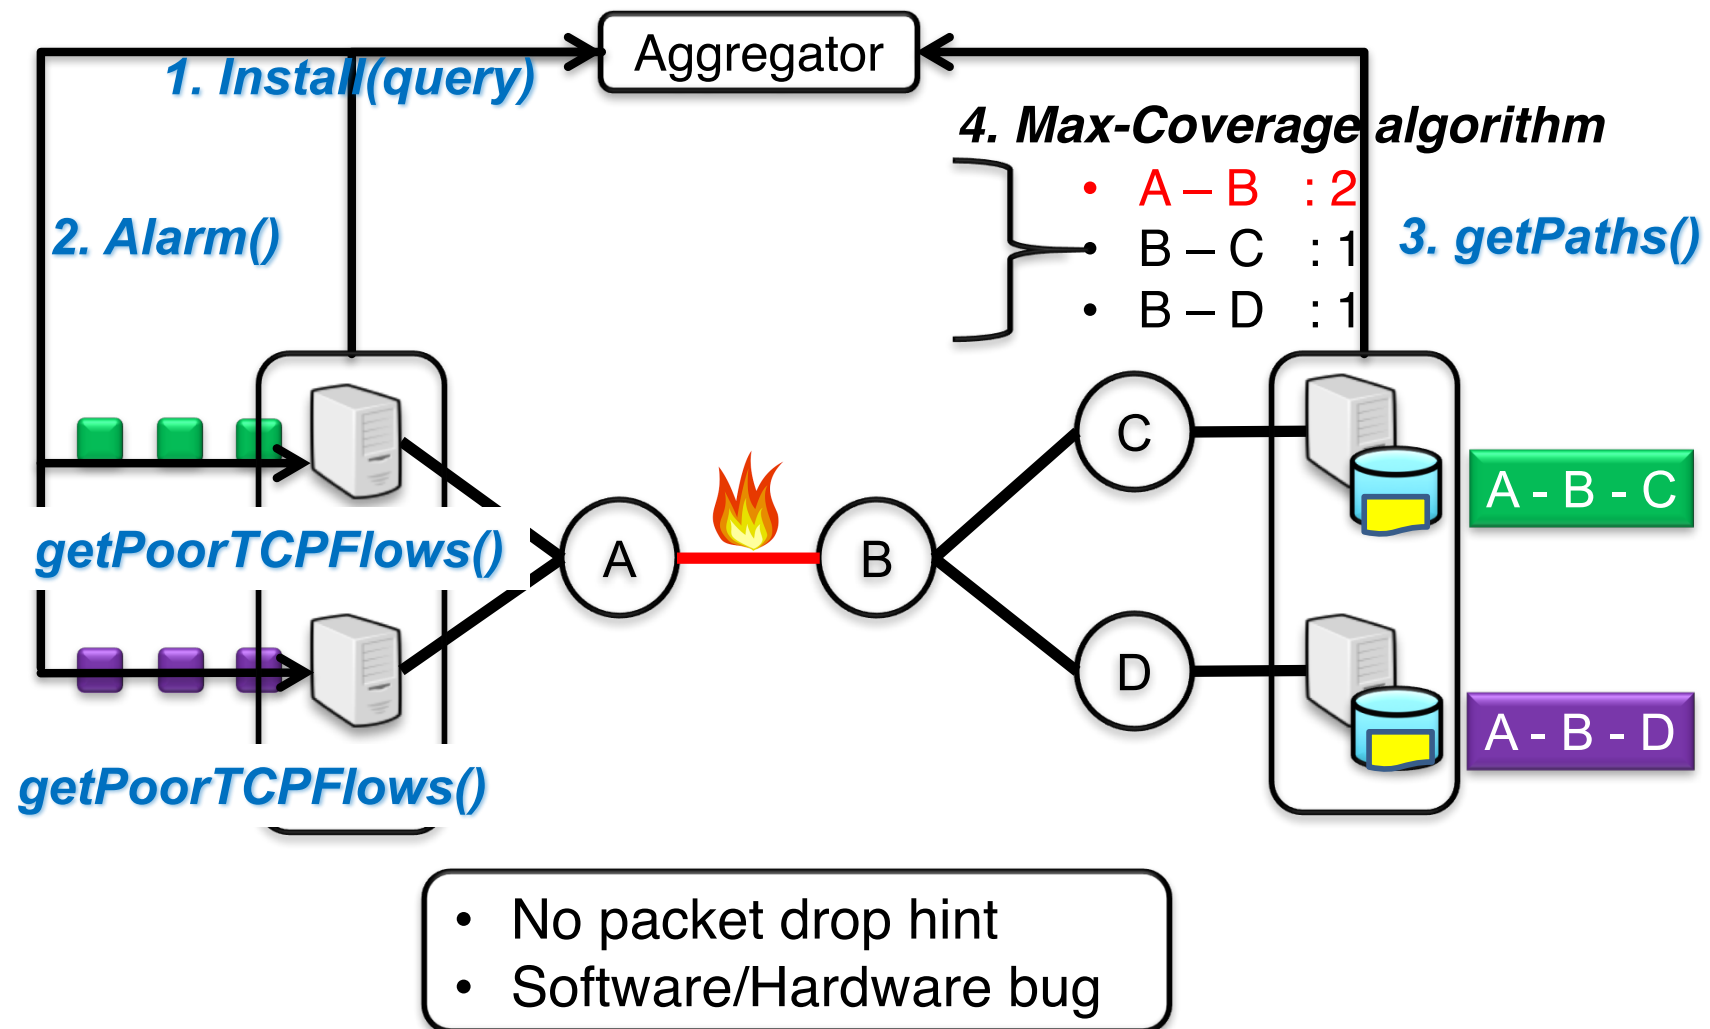 Aggregator
1. Install(query)
4. Max-Coverage algorithm
• A – B : 2
2. Alarm()
3. getPaths()
• B – C : 1
• B – D : 1
C
A - B - C
getPoorTCPFlows()
A
B
D
A - B - D
getPoorTCPFlows()
• No packet drop hint
• Software/Hardware bug